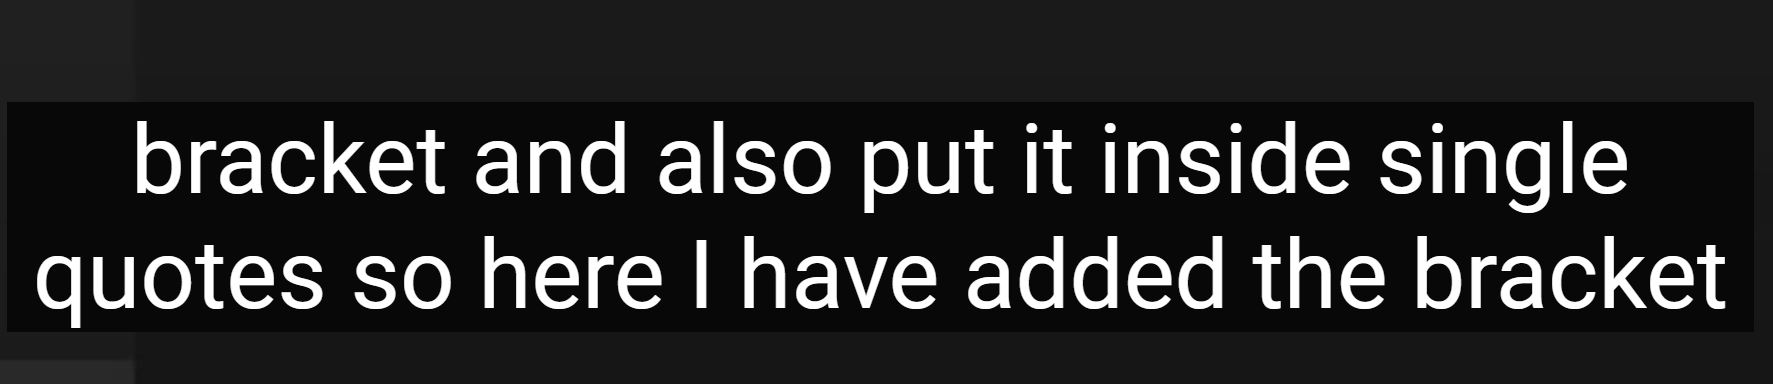 bracket and also put it inside single
quotes so here I have added the bracket